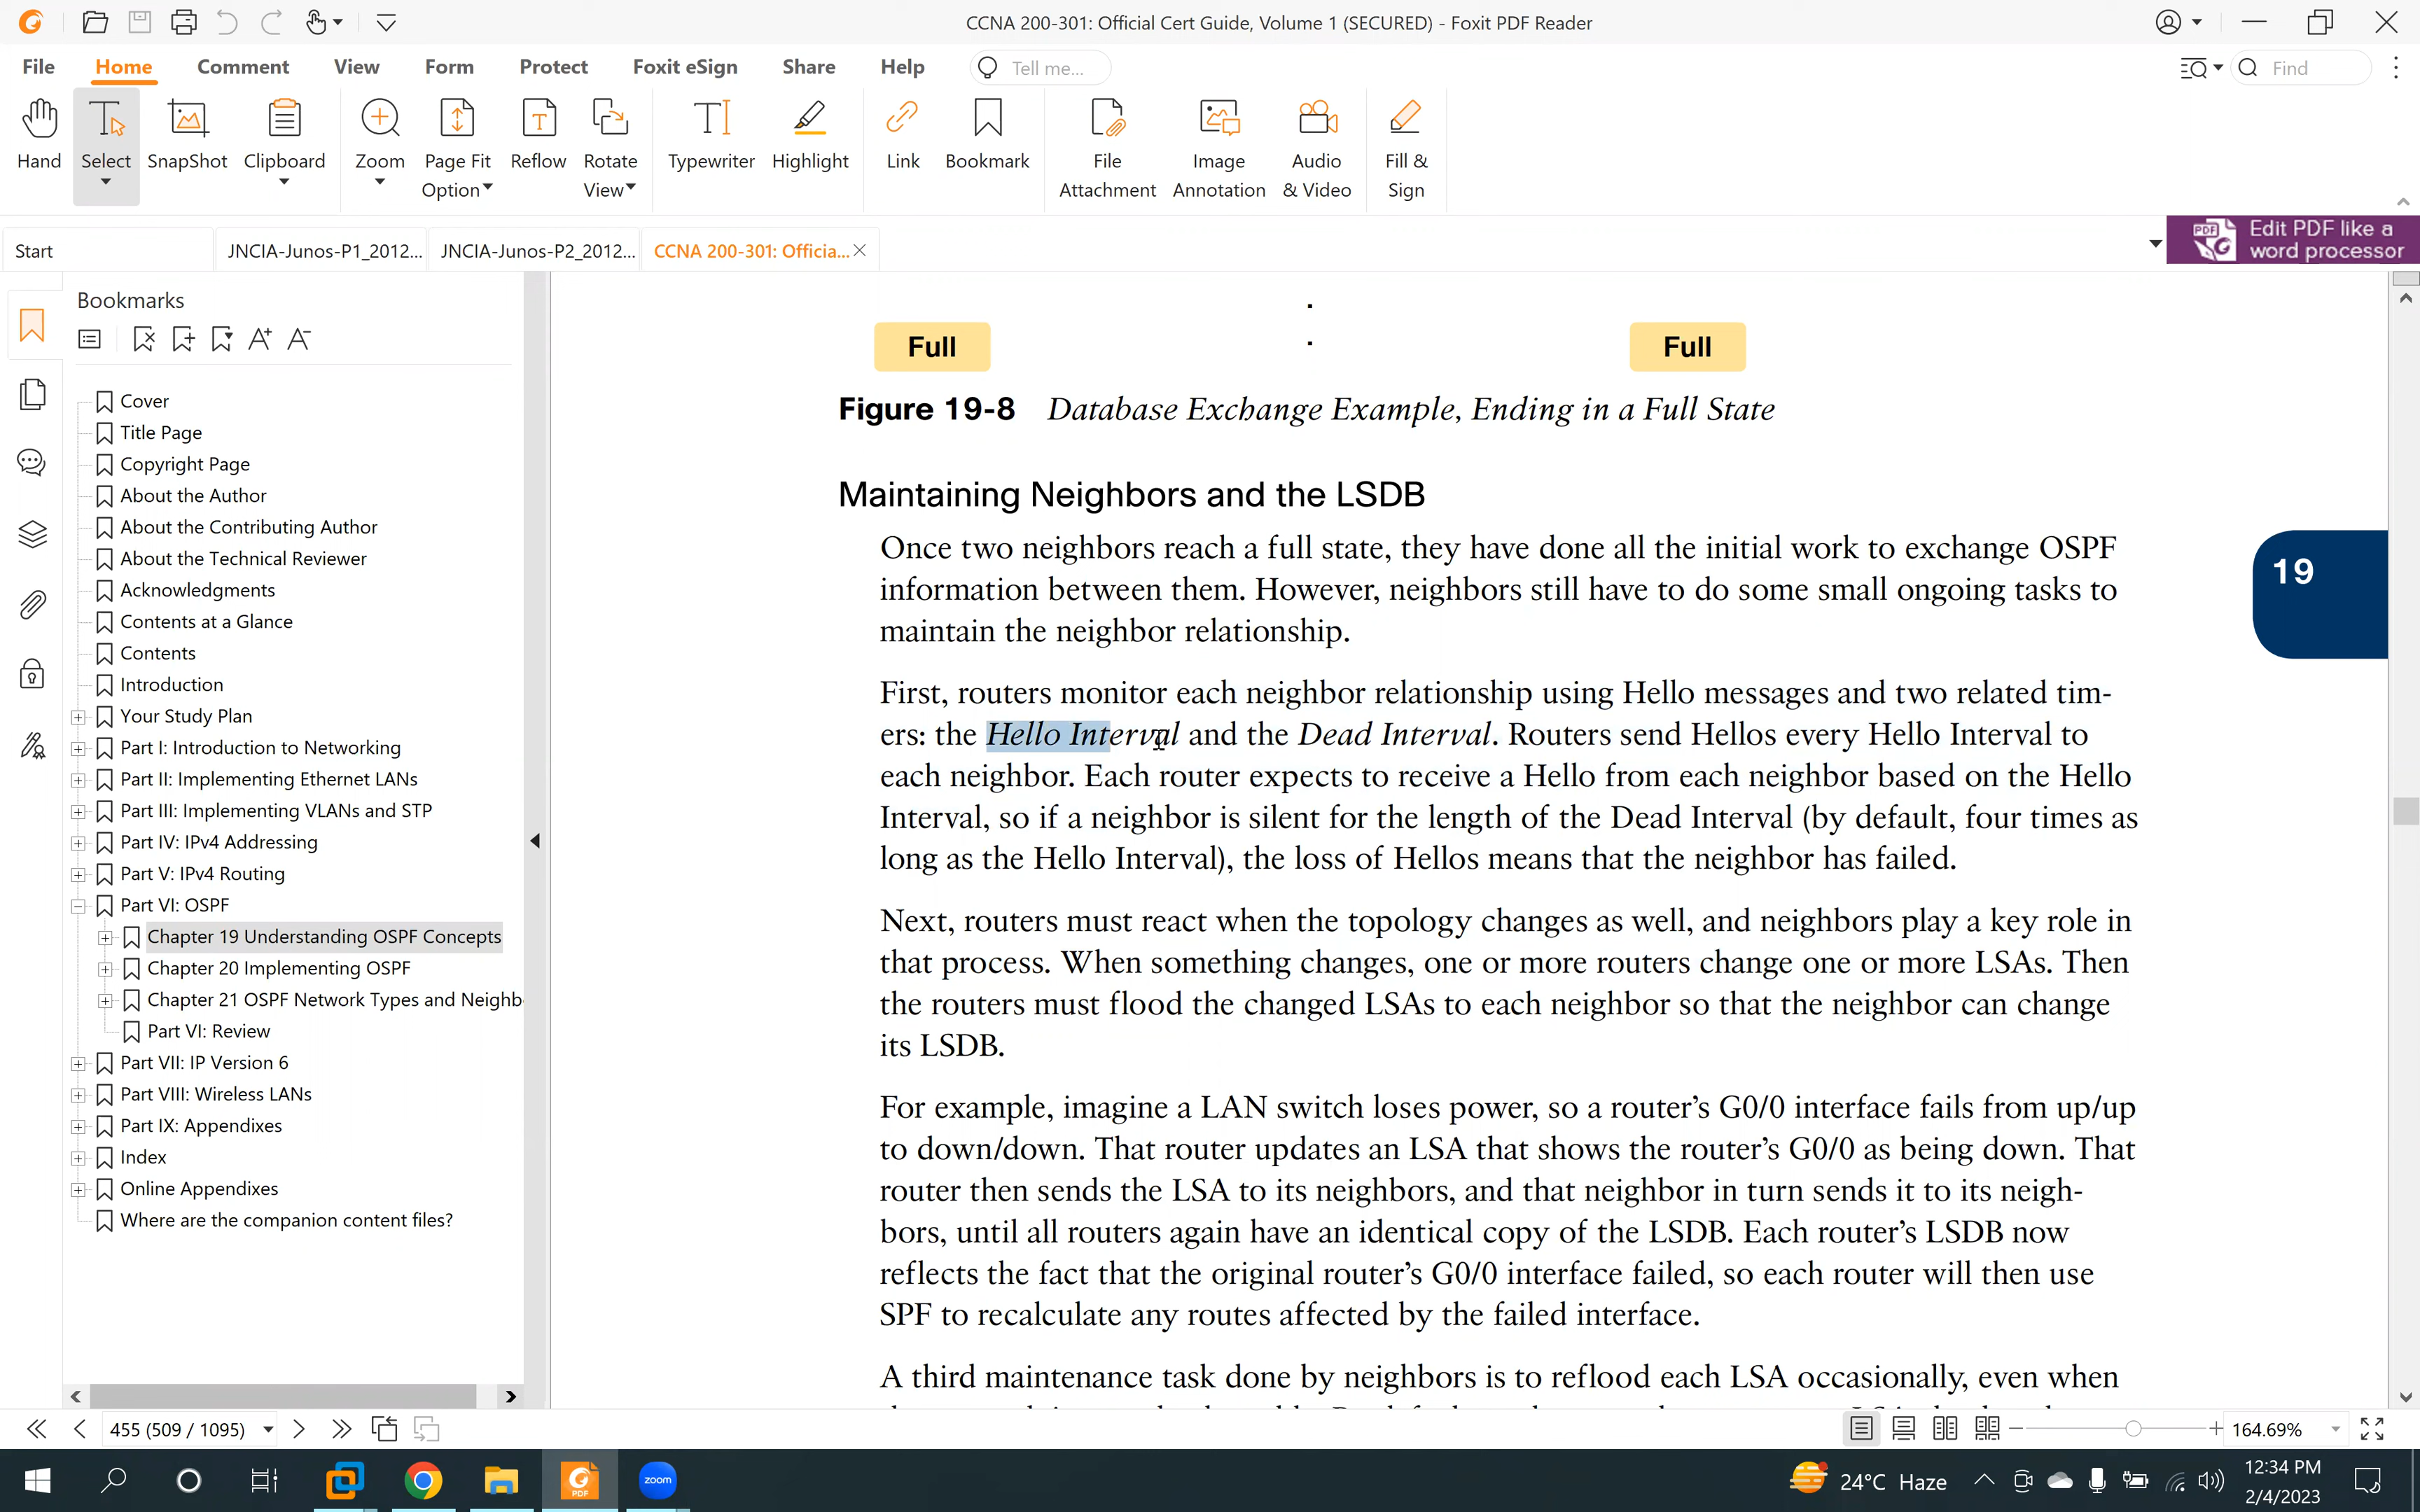 CCNA 200-301: Official Cert Guide, Volume 1 (SECURED) - Foxit PDF Reader
File Home Comment View Form Protect Foxit eSign Share Help Tell me... Find
Hand Select SnapShot Clipboard Zoom Page Fit Option Reflow Rotate View Typewriter Highlight Link Bookmark File Attachment Image Annotation Audio & Video Fill & Sign
Start JNCIA-Junos-P1_2012... JNCIA-Junos-P2_2012... CCNA 200-301: Officia...
PDF Edit PDF like a
word processor
Bookmarks
Cover
Title Page
Copyright Page
About the Author
About the Contributing Author
About the Technical Reviewer
Acknowledgments
Contents at a Glance
Contents
Introduction
Your Study Plan
Part I: Introduction to Networking
Part II: Implementing Ethernet LANs
Part III: Implementing VLANs and STP
Part IV: IPv4 Addressing
Part V: IPv4 Routing
Part VI: OSPF
Chapter 19 Understanding OSPF Concepts
Chapter 20 Implementing OSPF
Chapter 21 OSPF Network Types and Neighb
Part VI: Review
Part VII: IP Version 6
Part VIII: Wireless LANs
Part IX: Appendixes
Index
Online Appendixes
Where are the companion content files?
Full Full
Figure 19-8 Database Exchange Example, Ending in a Full State
Maintaining Neighbors and the LSDB
Once two neighbors reach a full state, they have done all the initial work to exchange OSPF
information between them. However, neighbors still have to do some small ongoing tasks to
maintain the neighbor relationship.
19
First, routers monitor each neighbor relationship using Hello messages and two related tim-
ers: the Hello Interval and the Dead Interval. Routers send Hellos every Hello Interval to
each neighbor. Each router expects to receive a Hello from each neighbor based on the Hello
Interval, so if a neighbor is silent for the length of the Dead Interval (by default, four times as
long as the Hello Interval), the loss of Hellos means that the neighbor has failed.
Next, routers must react when the topology changes as well, and neighbors play a key role in
that process. When something changes, one or more routers change one or more LSAs. Then
the routers must flood the changed LSAs to each neighbor so that the neighbor can change
its LSDB.
For example, imagine a LAN switch loses power, so a router's G0/0 interface fails from up/up
to down/down. That router updates an LSA that shows the router's G0/0 as being down. That
router then sends the LSA to its neighbors, and that neighbor in turn sends it to its neigh-
bors, until all routers again have an identical copy of the LSDB. Each router's LSDB now
reflects the fact that the original router's G0/0 interface failed, so each router will then use
SPF to recalculate any routes affected by the failed interface.
A third maintenance task done by neighbors is to reflood each LSA occasionally, even when
455 (509 / 1095) 164.69%
PDF zoom 24°C Haze 12:34 PM
2/4/2023